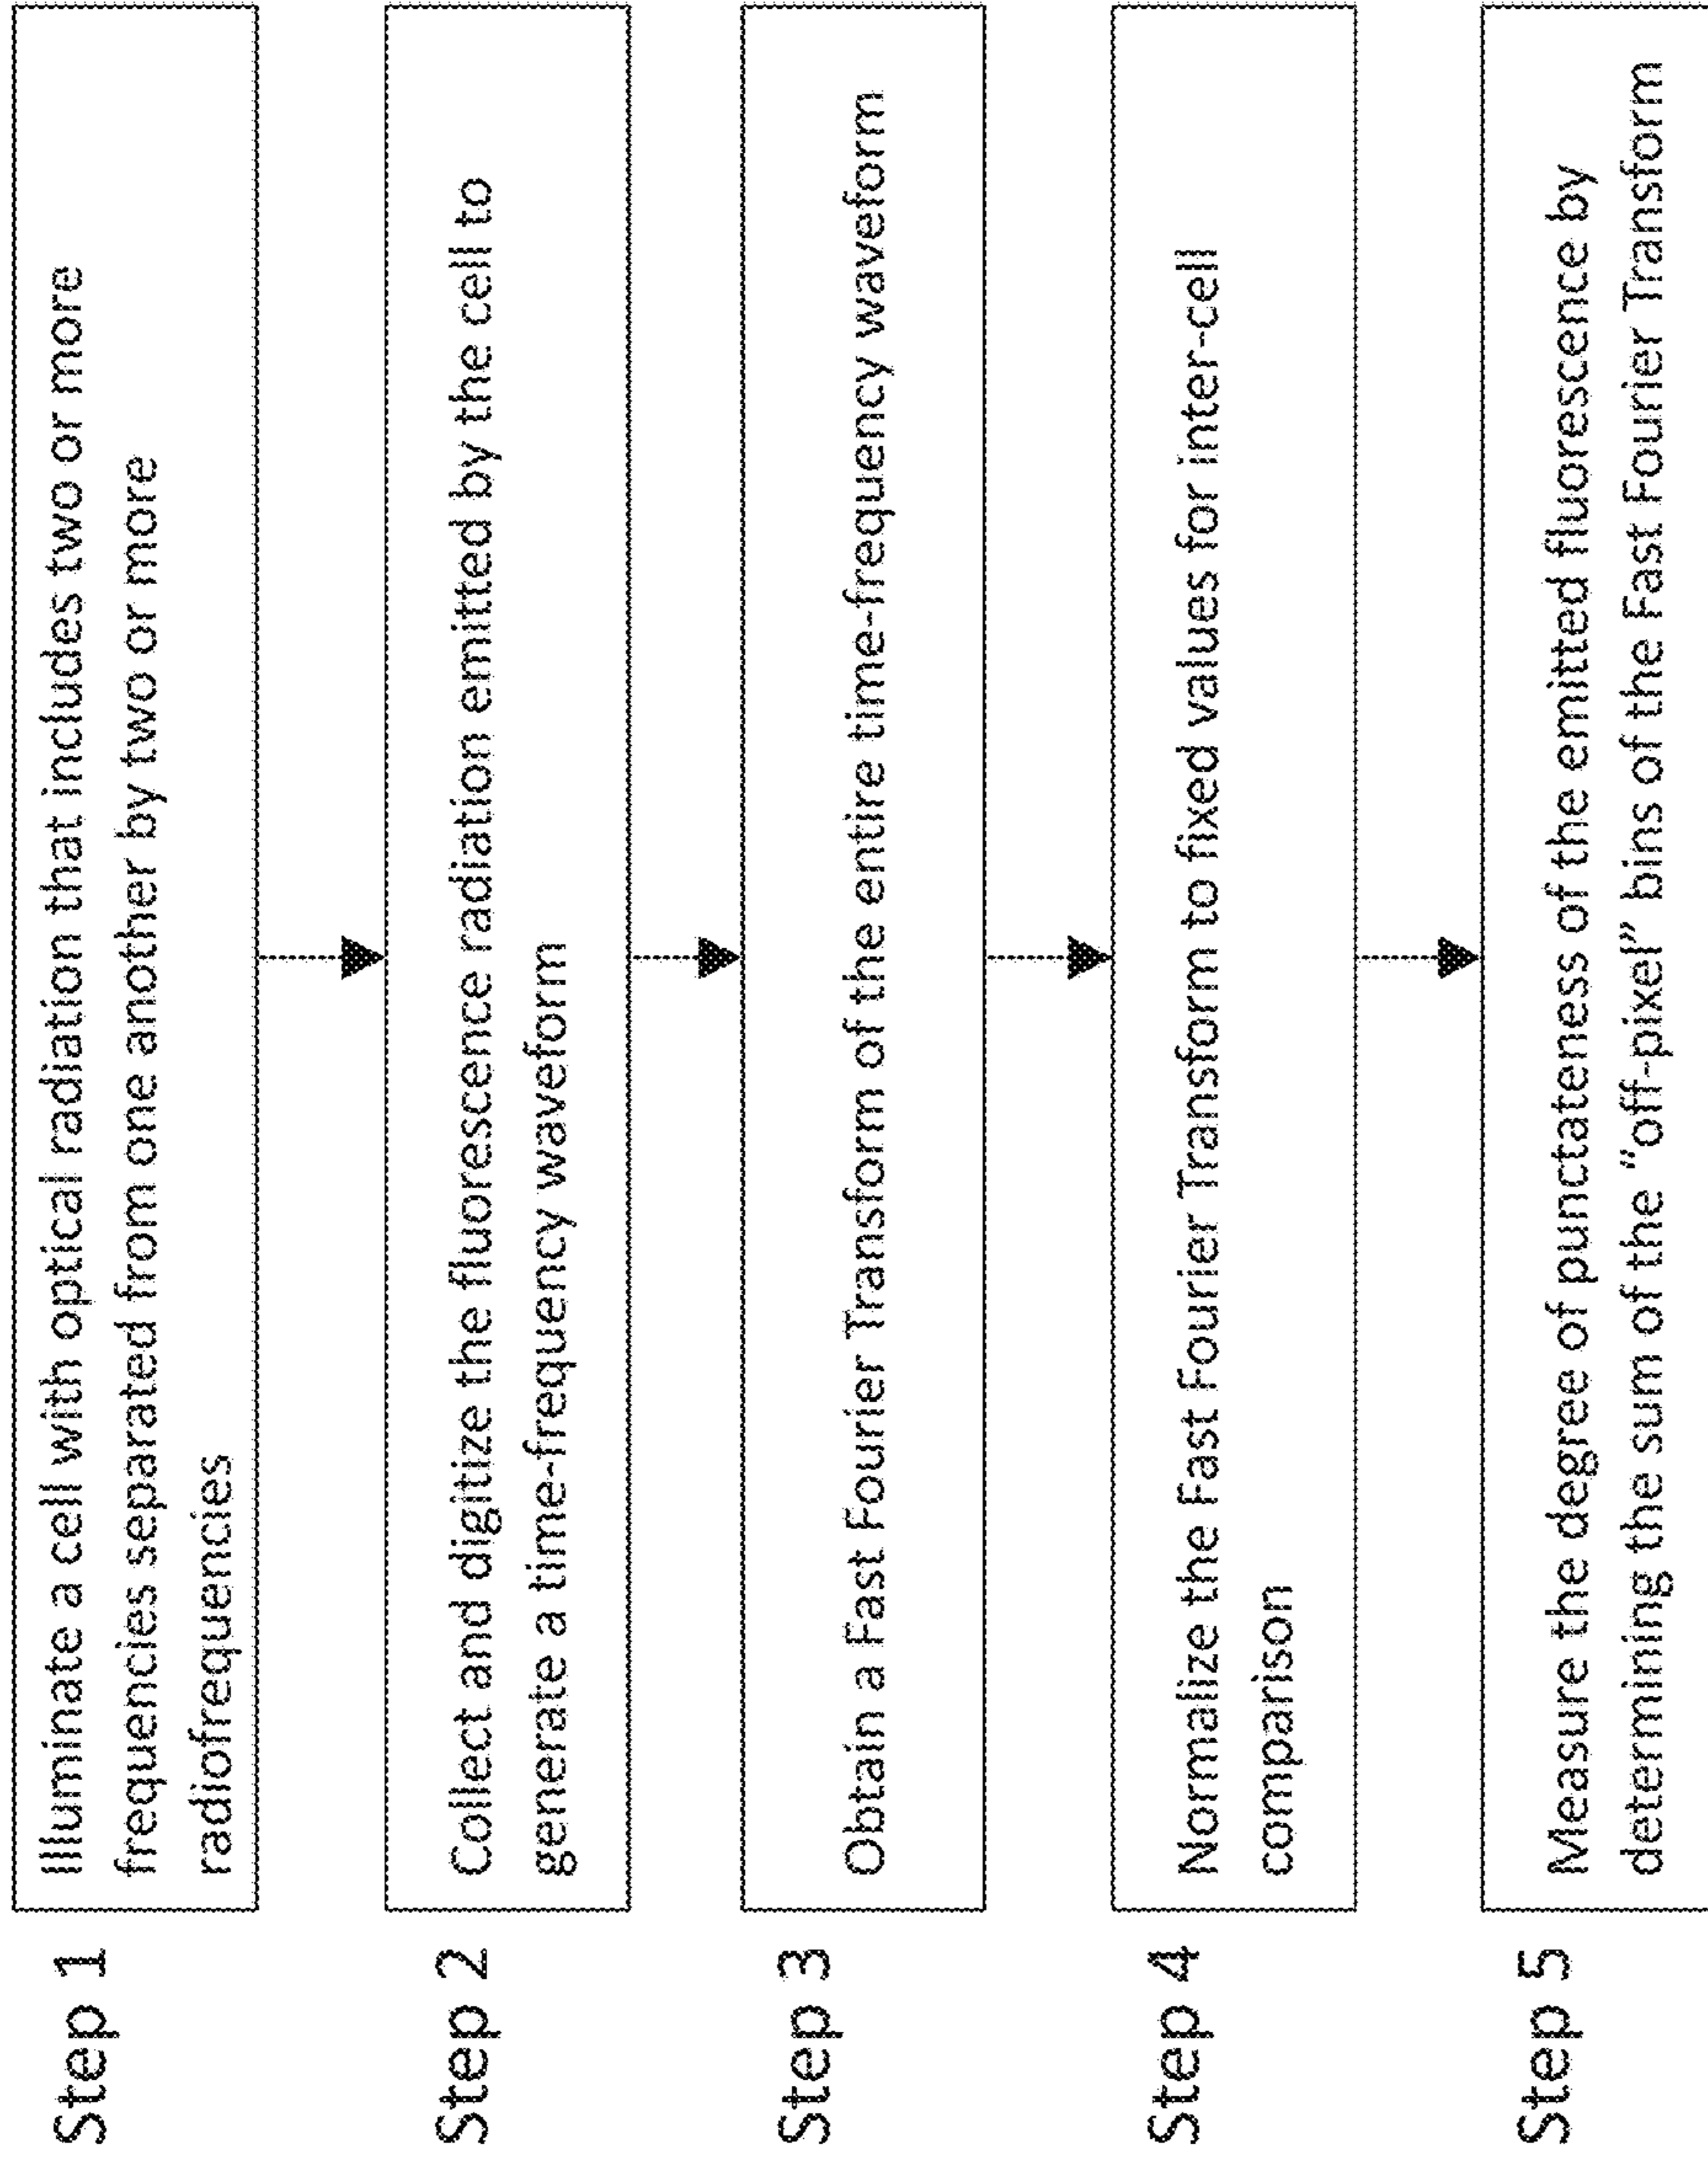 Step 1
Illuminate a cell with optical radiation that includes two or more
frequencies separated from one another by two or more
radiofrequencies
Step 2
Collect and digitize the fluorescence radiation emitted by the cell to
generate a time-frequency waveform
Step 3
Obtain a Fast Fourier Transform of the entire time-frequency waveform
Step 4
Normalize the Fast Fourier Transform to fixed values for inter-cell
comparison
Step 5
Measure the degree of punctateness of the emitted fluorescence by
determining the sum of the “off-pixel” bins of the Fast Fourier Transform